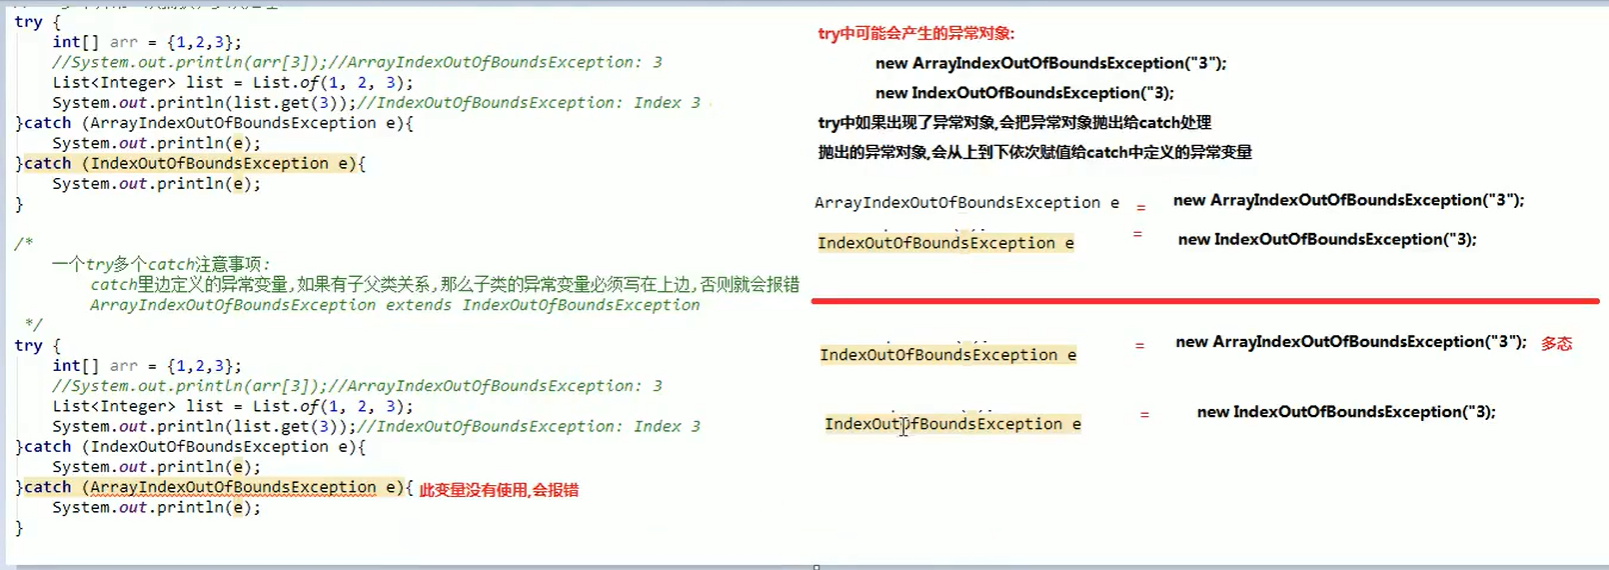 try {
int[] arr = {1,2,3};
//System.out.println(arr[3]);//ArrayIndexOutOfBoundsException: 3
List<Integer> list = List.of(1, 2, 3);
System.out.println(list.get(3));//IndexOutOfBoundsException: Index 3
}catch (ArrayIndexOutOfBoundsException e){
System.out.println(e);
}catch (IndexOutOfBoundsException e){
System.out.println(e);
}
/*
一个try多个catch注意事项:
catch里边定义的异常变量,如果有子父类关系,那么子类的异常变量必须写在上边,否则就会报错
ArrayIndexOutOfBoundsException extends IndexOutOfBoundsException
*/
try {
int[] arr = {1,2,3};
//System.out.println(arr[3]);//ArrayIndexOutOfBoundsException: 3
List<Integer> list = List.of(1, 2, 3);
System.out.println(list.get(3));//IndexOutOfBoundsException: Index 3
}catch (IndexOutOfBoundsException e){
System.out.println(e);
}catch (ArrayIndexOutOfBoundsException e){ 此变量没有使用,会报错
System.out.println(e);
}
try中可能会产生的异常对象:
new ArrayIndexOutOfBoundsException("3");
new IndexOutOfBoundsException("3);
try中如果出现了异常对象,会把异常对象抛出给catch处理
抛出的异常对象,会从上到下依次赋值给catch中定义的异常变量
ArrayIndexOutOfBoundsException e = new ArrayIndexOutOfBoundsException("3");
IndexOutOfBoundsException e = new IndexOutOfBoundsException("3);
IndexOutOfBoundsException e = new ArrayIndexOutOfBoundsException("3"); 多态
IndexOutOfBoundsException e = new IndexOutOfBoundsException("3);